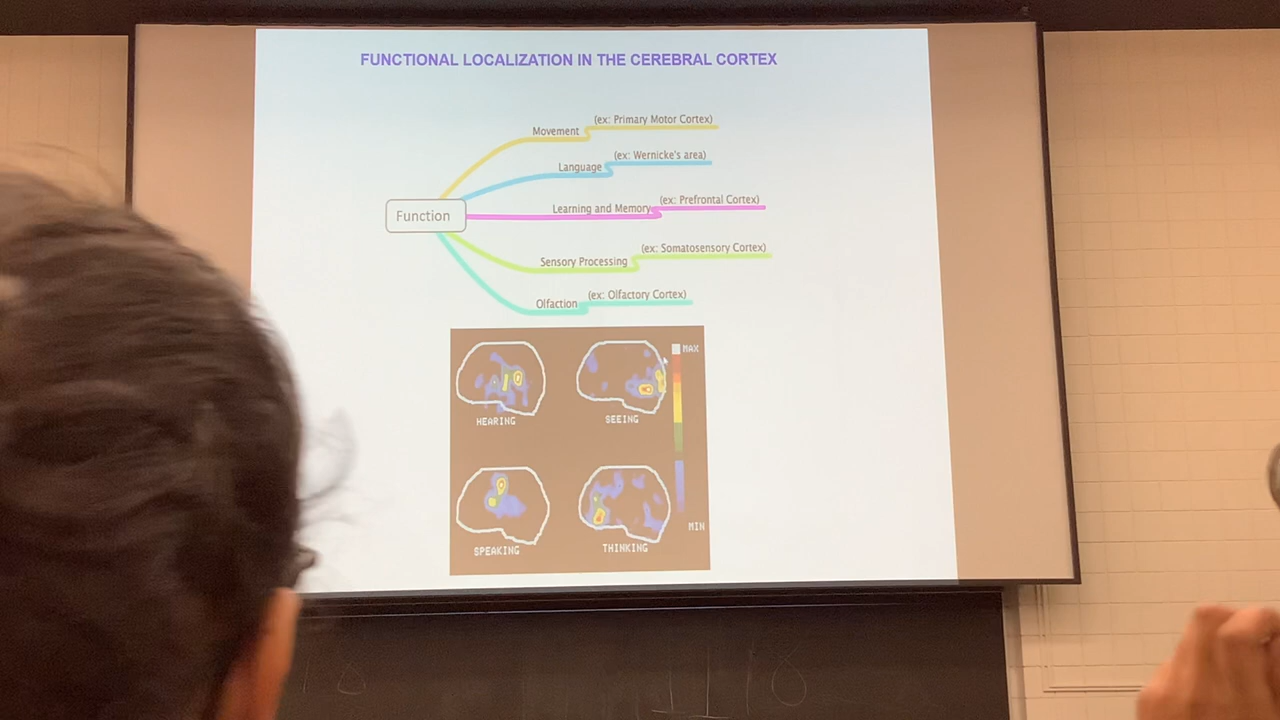 FUNCTIONAL LOCALIZATION IN THE CEREBRAL CORTEX
Movement (ex: Primary Motor Cortex)
Language (ex: Wernicke's area)
Function
Learning and Memory (ex: Prefrontal Cortex)
Sensory Processing (ex: Somatosensory Cortex)
Olfaction (ex: Olfactory Cortex)
MAX
HEARING
SEEING
MIN
SPEAKING
THINKING